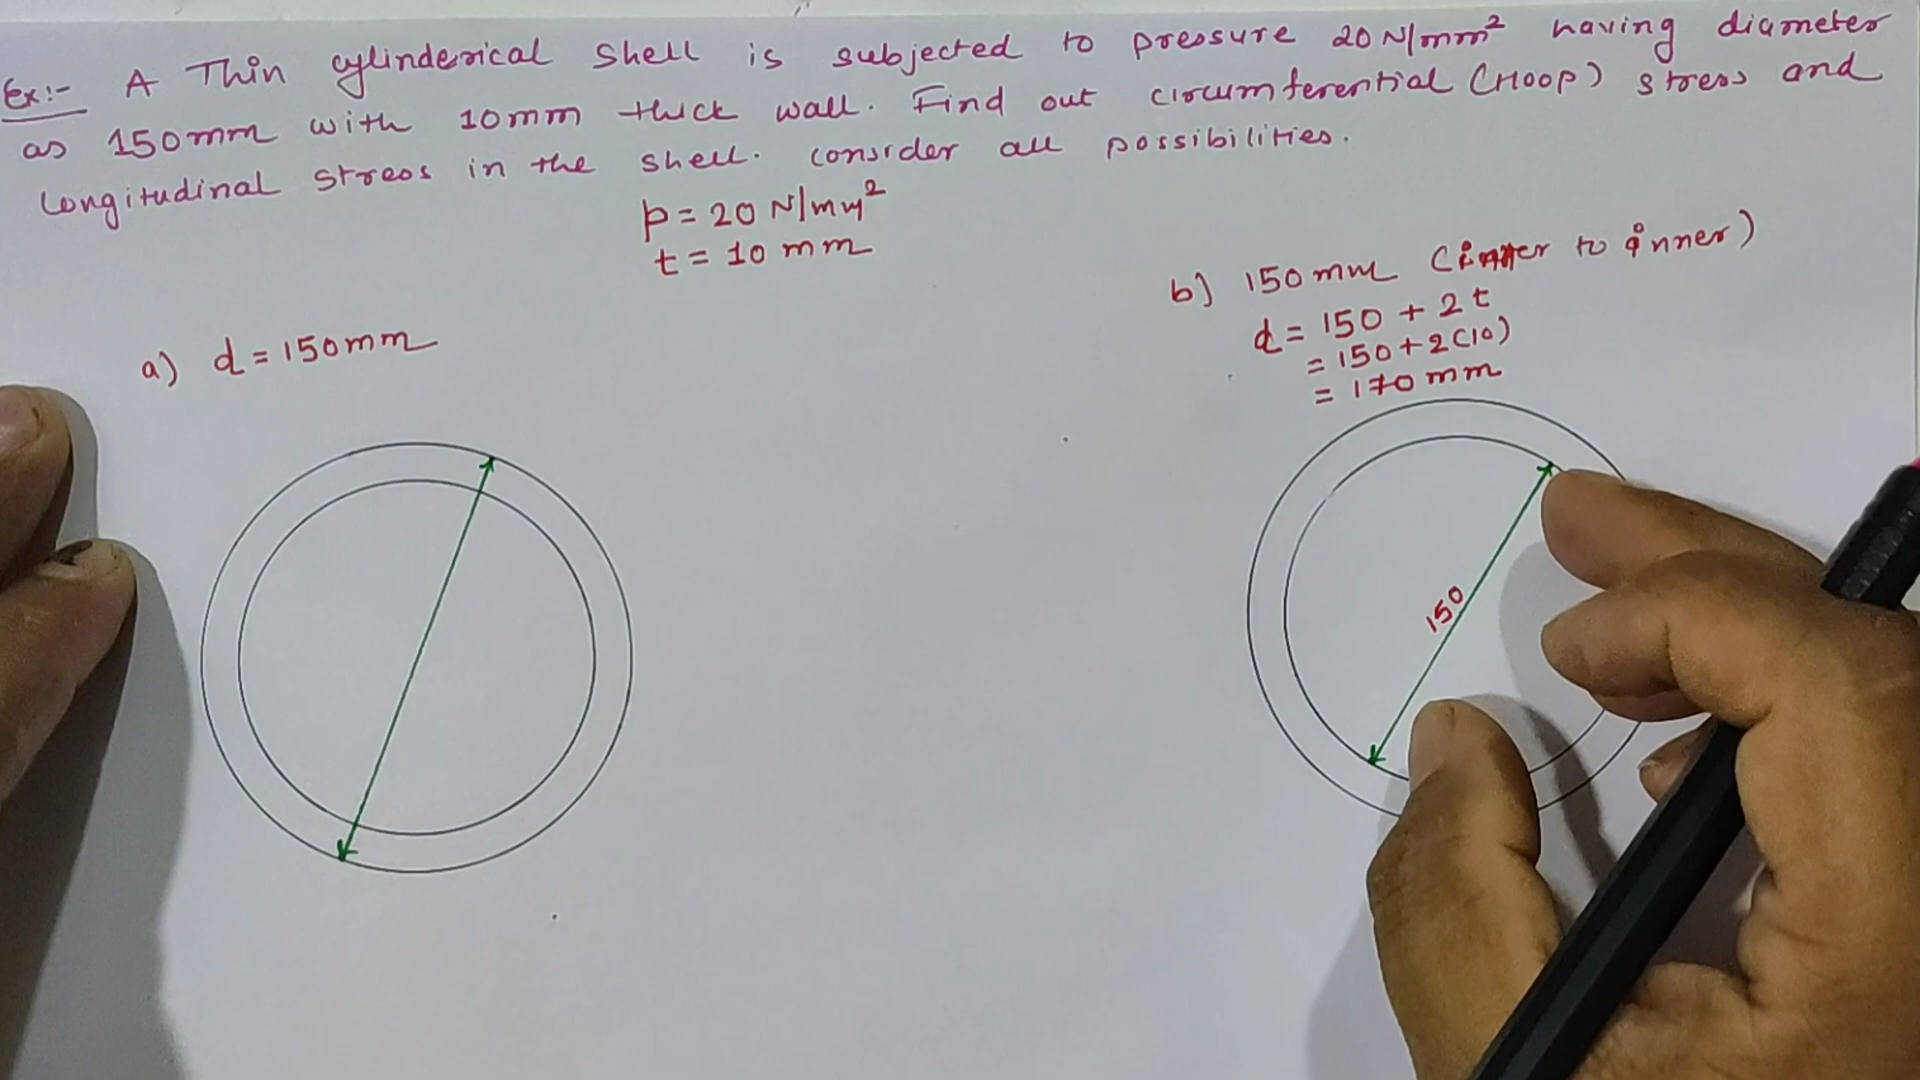 Ex:- A Thin cylinderical shell is subjected to pressure 20 N/mm² having diameter
as 150mm with 10mm thick wall. Find out circumferential (Hoop) stress and
longitudinal stress in the shell. consider all possibilities.
p = 20 N/mm²
t = 10 mm
a) d = 150mm
b) 150 mm (inner to inner)
d = 150 + 2t
= 150 + 2(10)
= 170 mm
150